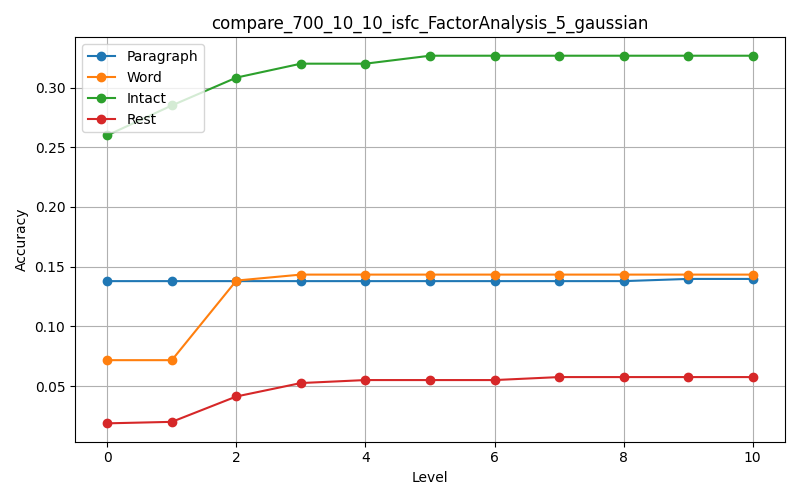 compare_700_10_10_isfc_FactorAnalysis_5_gaussian
Paragraph
Word
Intact
Rest
Accuracy
0.30
0.25
0.20
0.15
0.10
0.05
0 2 4 6 8 10
Level